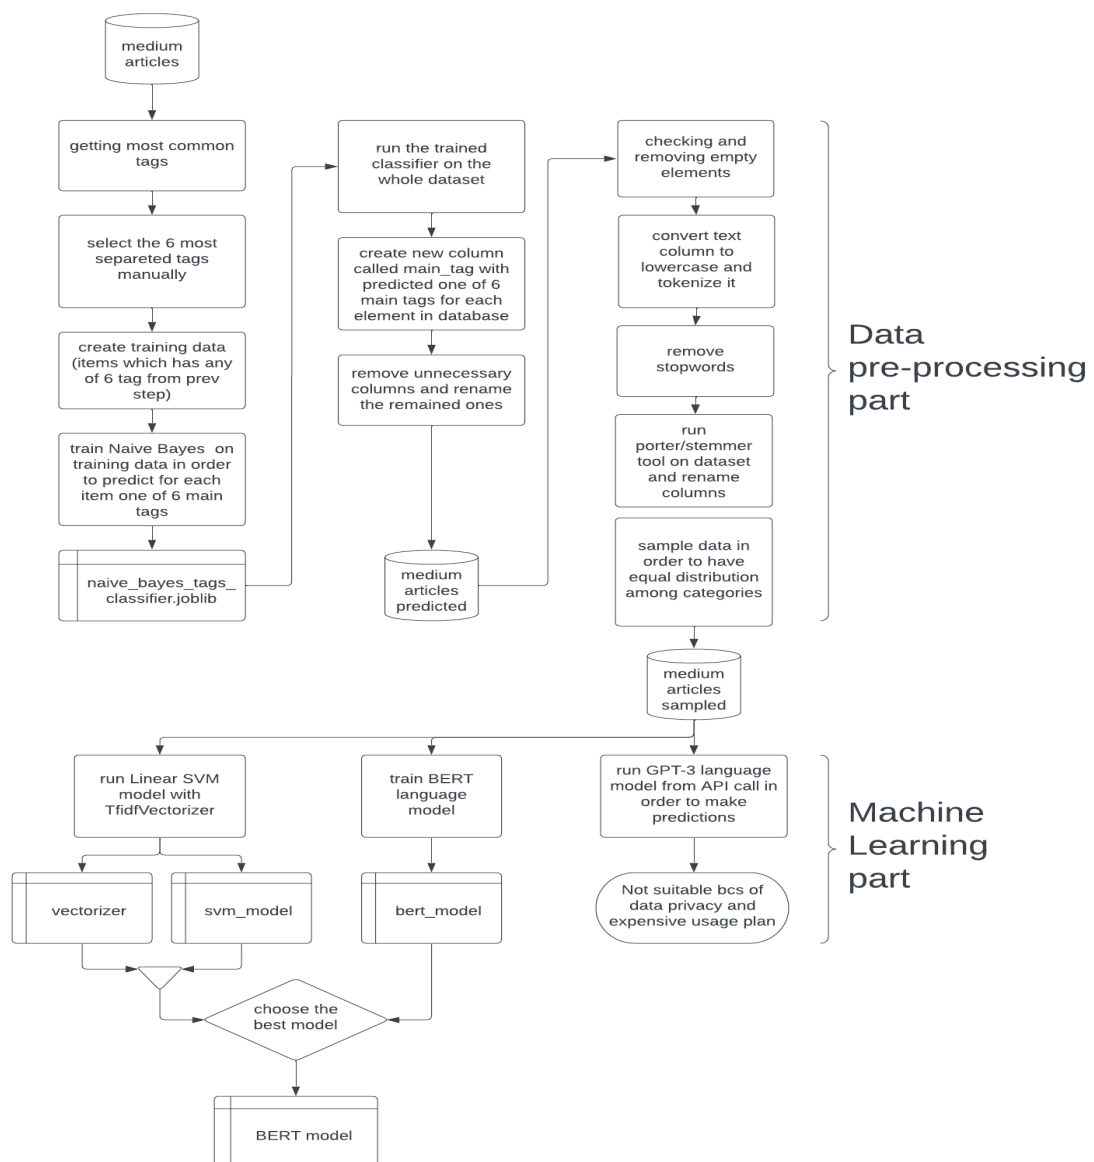 medium
articles
getting most common
tags
select the 6 most
separeted tags
manually
create training data
(items which has any
of 6 tag from prev
step)
train Naive Bayes on
training data in order
to predict for each
item one of 6 main
tags
naive_bayes_tags_
classifier.joblib
run the trained
classifier on the
whole dataset
create new column
called main_tag with
predicted one of 6
main tags for each
element in database
remove unnecessary
columns and rename
the remained ones
medium
articles
predicted
checking and
removing empty
elements
convert text
column to
lowercase and
tokenize it
remove
stopwords
run
porter/stemmer
tool on dataset
and rename
columns
sample data in
order to have
equal distribution
among categories
Data
pre-processing
part
medium
articles
sampled
run Linear SVM
model with
TfidfVectorizer
train BERT
language
model
run GPT-3 language
model from API call in
order to make
predictions
vectorizer
svm_model
bert_model
Not suitable bcs of
data privacy and
expensive usage plan
Machine
Learning
part
choose the
best model
BERT model